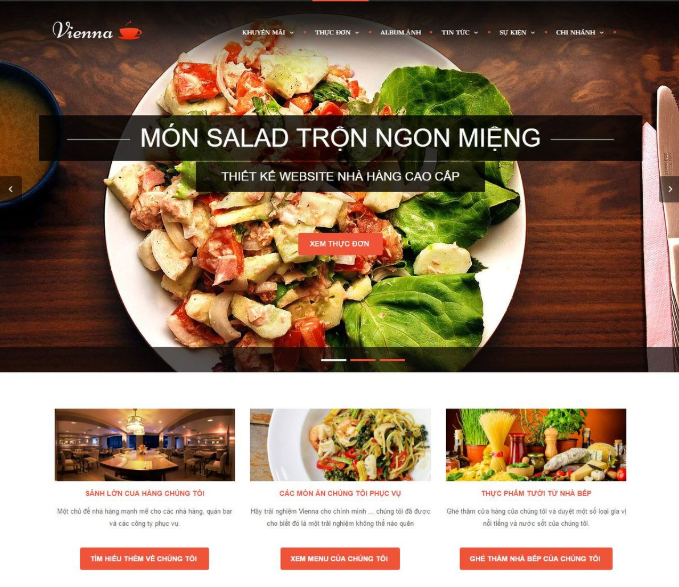 Vienna
KHUYẾN MÃI
THỰC ĐƠN
ALBUM ẢNH
TIN TỨC
SỰ KIỆN
CHI NHÁNH
MÓN SALAD TRỘN NGON MIỆNG
THIẾT KẾ WEBSITE NHÀ HÀNG CAO CẤP
XEM THỰC ĐƠN
SẢNH LỚN CUA HÀNG CHÚNG TÔI
Một chủ đề nhà hàng mạnh mẽ cho các nhà hàng, quán bar
và các công ty phục vụ.
TÌM HIỂU THÊM VỀ CHÚNG TÔI
CÁC MÓN ĂN CHÚNG TÔI PHỤC VỤ
Hãy trải nghiệm Vienna cho chính mình ... chúng tôi đã được
cho biết đó là một trải nghiệm không thể nào quên
XEM MENU CỦA CHÚNG TÔI
THỰC PHẨM TƯƠI TỪ NHÀ BẾP
Ghé thăm cửa hàng của chúng tôi và duyệt một số loại gia vị
nổi tiếng và nước sốt của chúng tôi.
GHÉ THĂM NHÀ BẾP CỦA CHÚNG TÔI